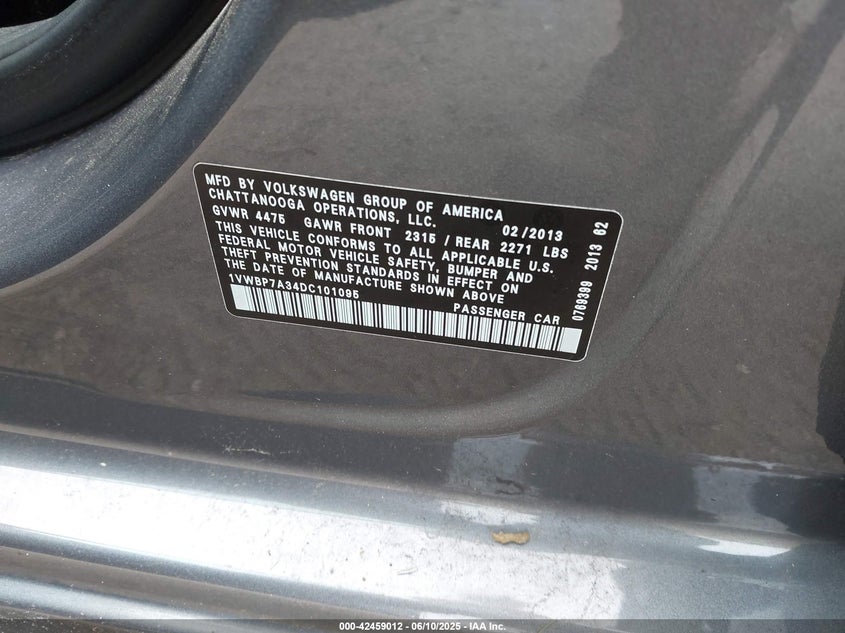 MFD BY VOLKSWAGEN GROUP OF AMERICA
CHATTANOOGA OPERATIONS, LLC. 02/2013
GVWR 4475 GAWR FRONT 2315 / REAR 2271 LBS
THIS VEHICLE CONFORMS TO ALL APPLICABLE U.S.
FEDERAL MOTOR VEHICLE SAFETY, BUMPER AND
THEFT PREVENTION STANDARDS IN EFFECT ON
THE DATE OF MANUFACTURE SHOWN ABOVE
1VWBP7A34DC101095 PASSENGER CAR
0769399 2013 62
000-42459012 - 06/10/2025 - IAA Inc.